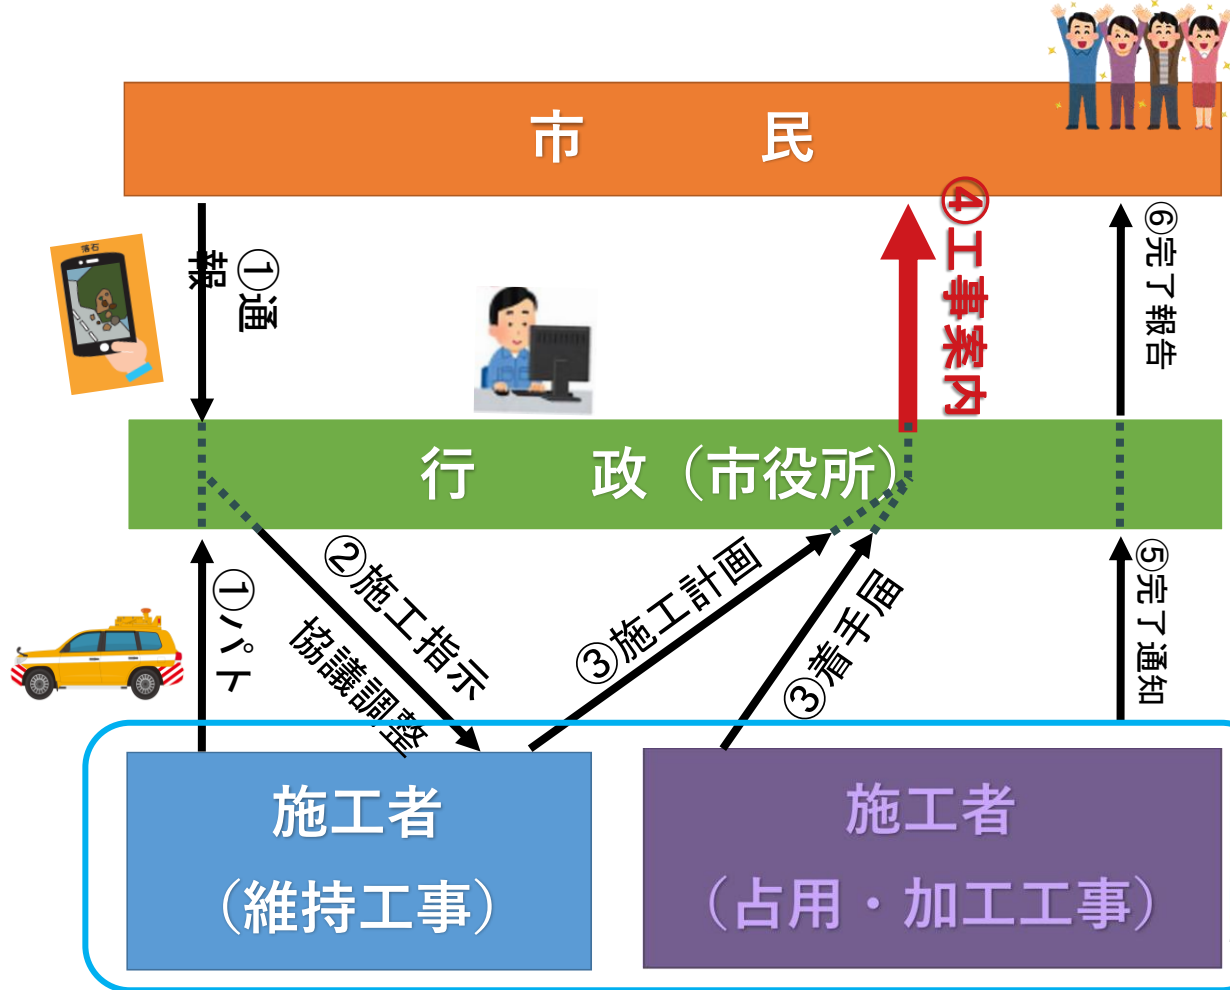 市　民
落石
①通
報
④工事案内
⑥完了報告
行　政（市役所）
①パト
②施工指示
協議調整
③施工計画
③着手届
⑤完了通知
施工者
（維持工事）
施工者
（占用・加工工事）